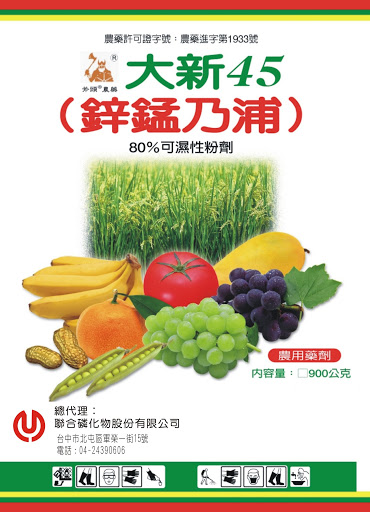 農藥許可證字號：農藥進字第1933號
®
斧頭®農藥
大新45
（鋅錳乃浦）
80%可濕性粉劑
農用藥劑
內容量：□900公克
總代理：
聯合磷化物股份有限公司
台中市北屯區軍榮一街15號
電話：04-24390606